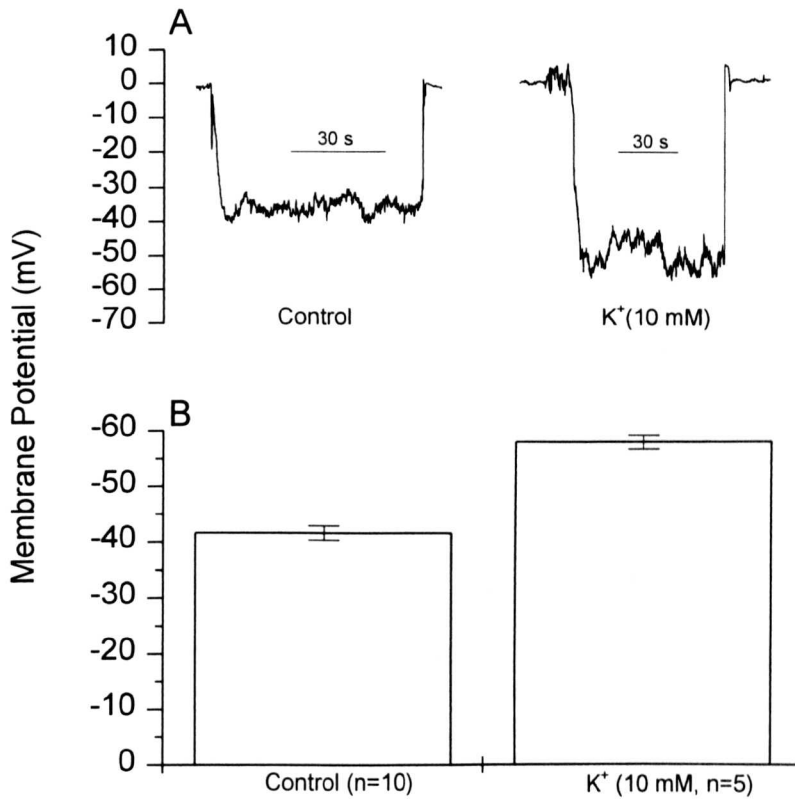 A
10
0
-10
-20
-30
-40
-50
-60
-70
30 s
30 s
Control
K⁺(10 mM)
Membrane Potential (mV)
B
-60
-50
-40
-30
-20
-10
0
Control (n=10)
K⁺ (10 mM, n=5)